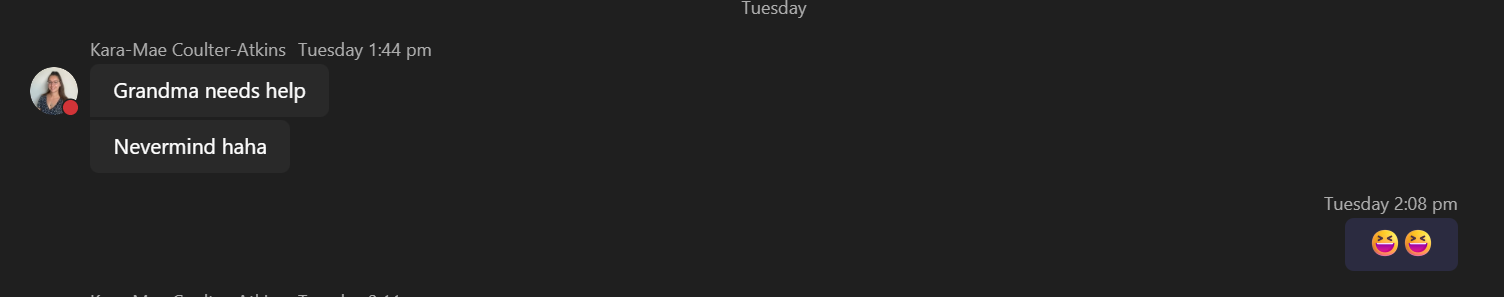 Tuesday
Kara-Mae Coulter-Atkins Tuesday 1:44 pm
Grandma needs help
Nevermind haha
Tuesday 2:08 pm
😆😆